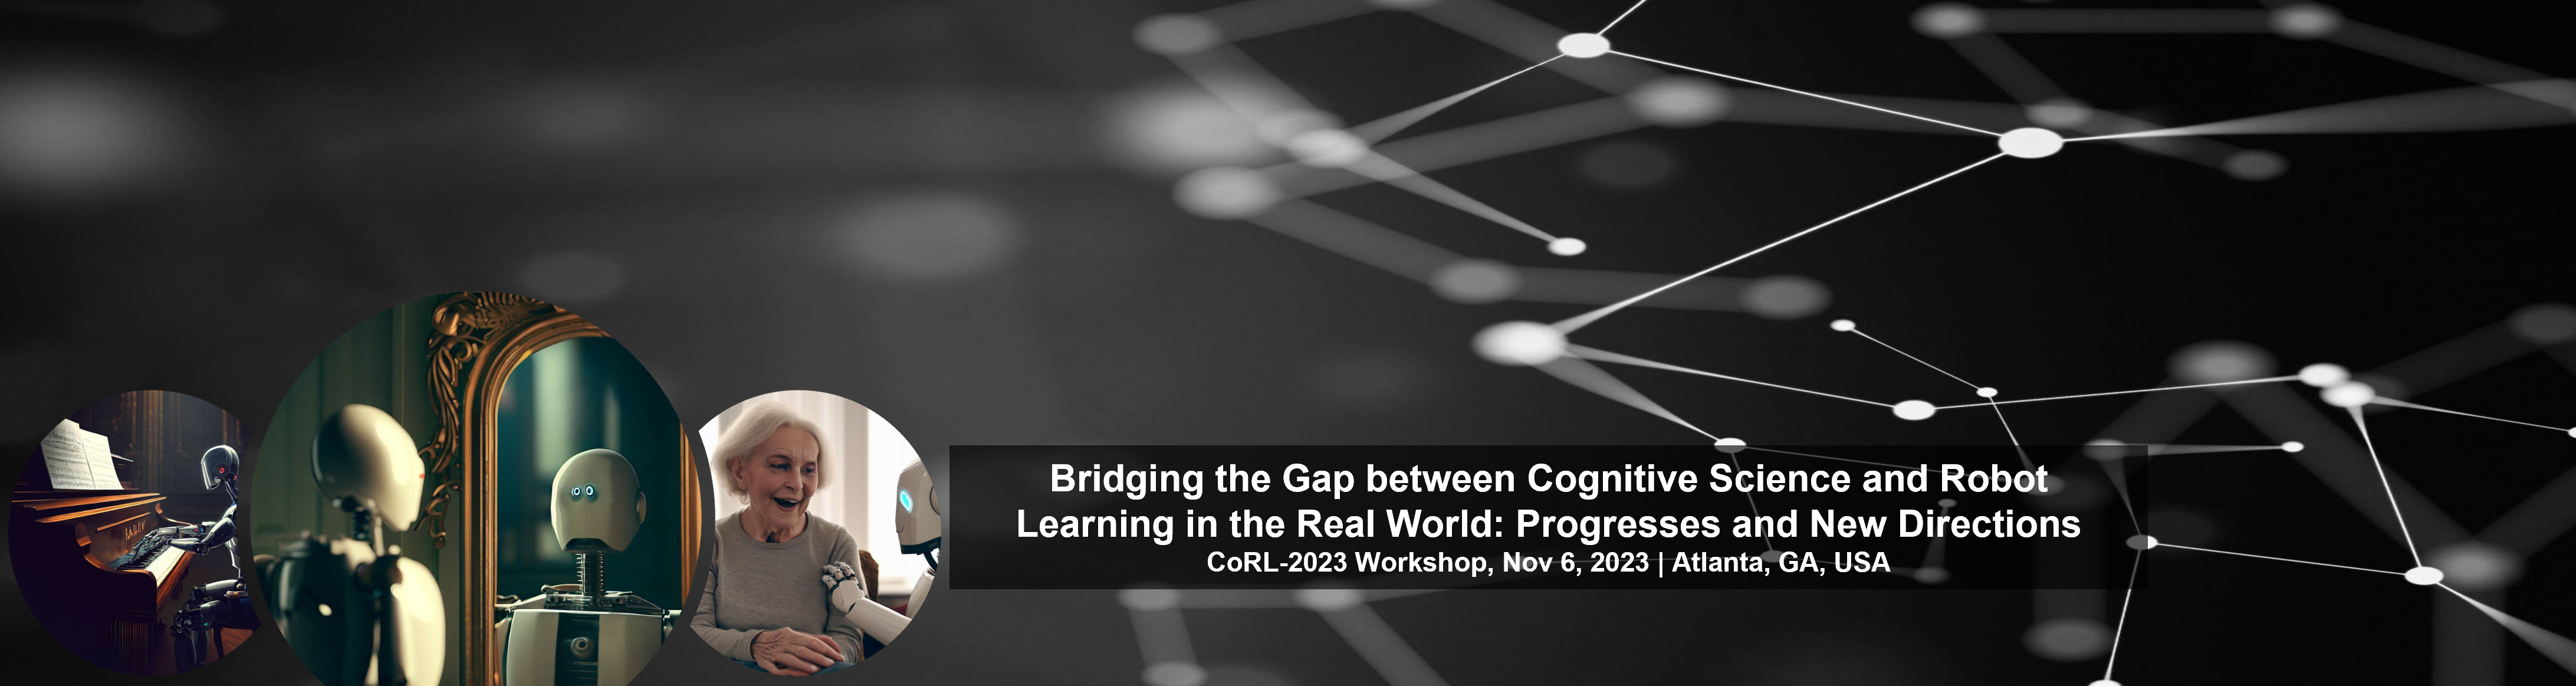 Bridging the Gap between Cognitive Science and Robot
Learning in the Real World: Progresses and New Directions
CoRL-2023 Workshop, Nov 6, 2023 | Atlanta, GA, USA